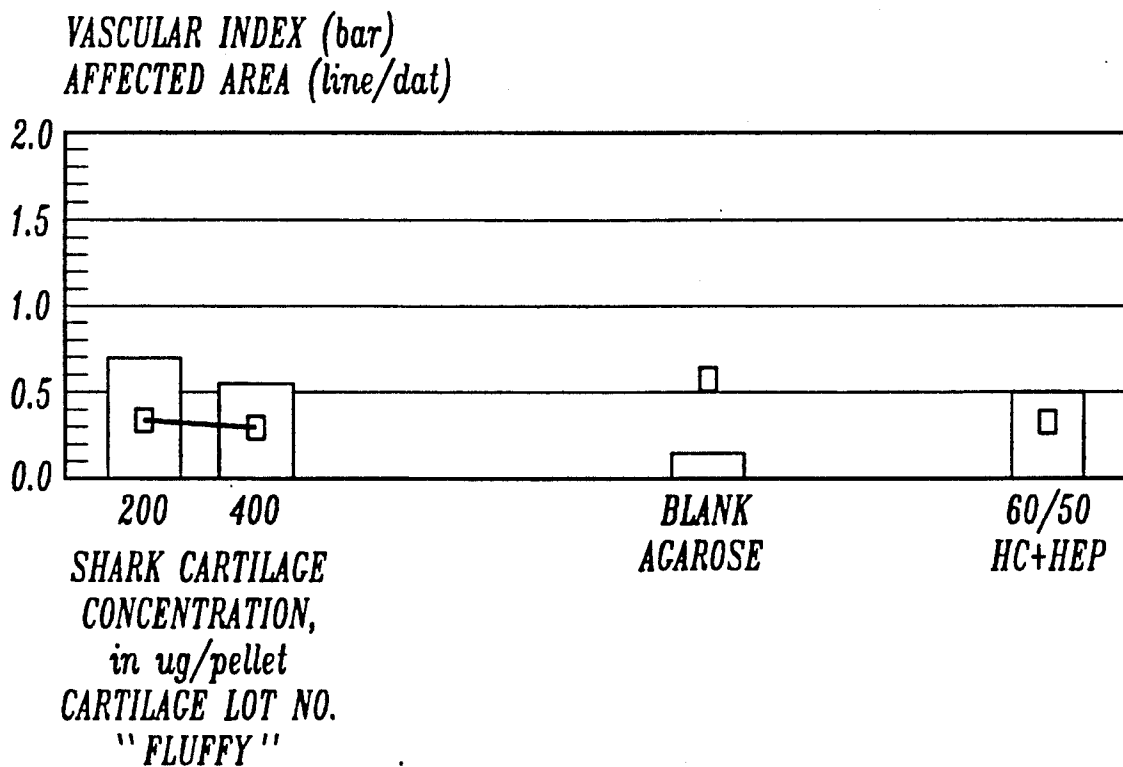 VASCULAR INDEX (bar)
AFFECTED AREA (line/dat)
2.0
1.5
1.0
0.5
0.0
200 400 BLANK 60/50
AGAROSE HC+HEP
SHARK CARTILAGE
CONCENTRATION,
in ug/pellet
CARTILAGE LOT NO.
"FLUFFY"